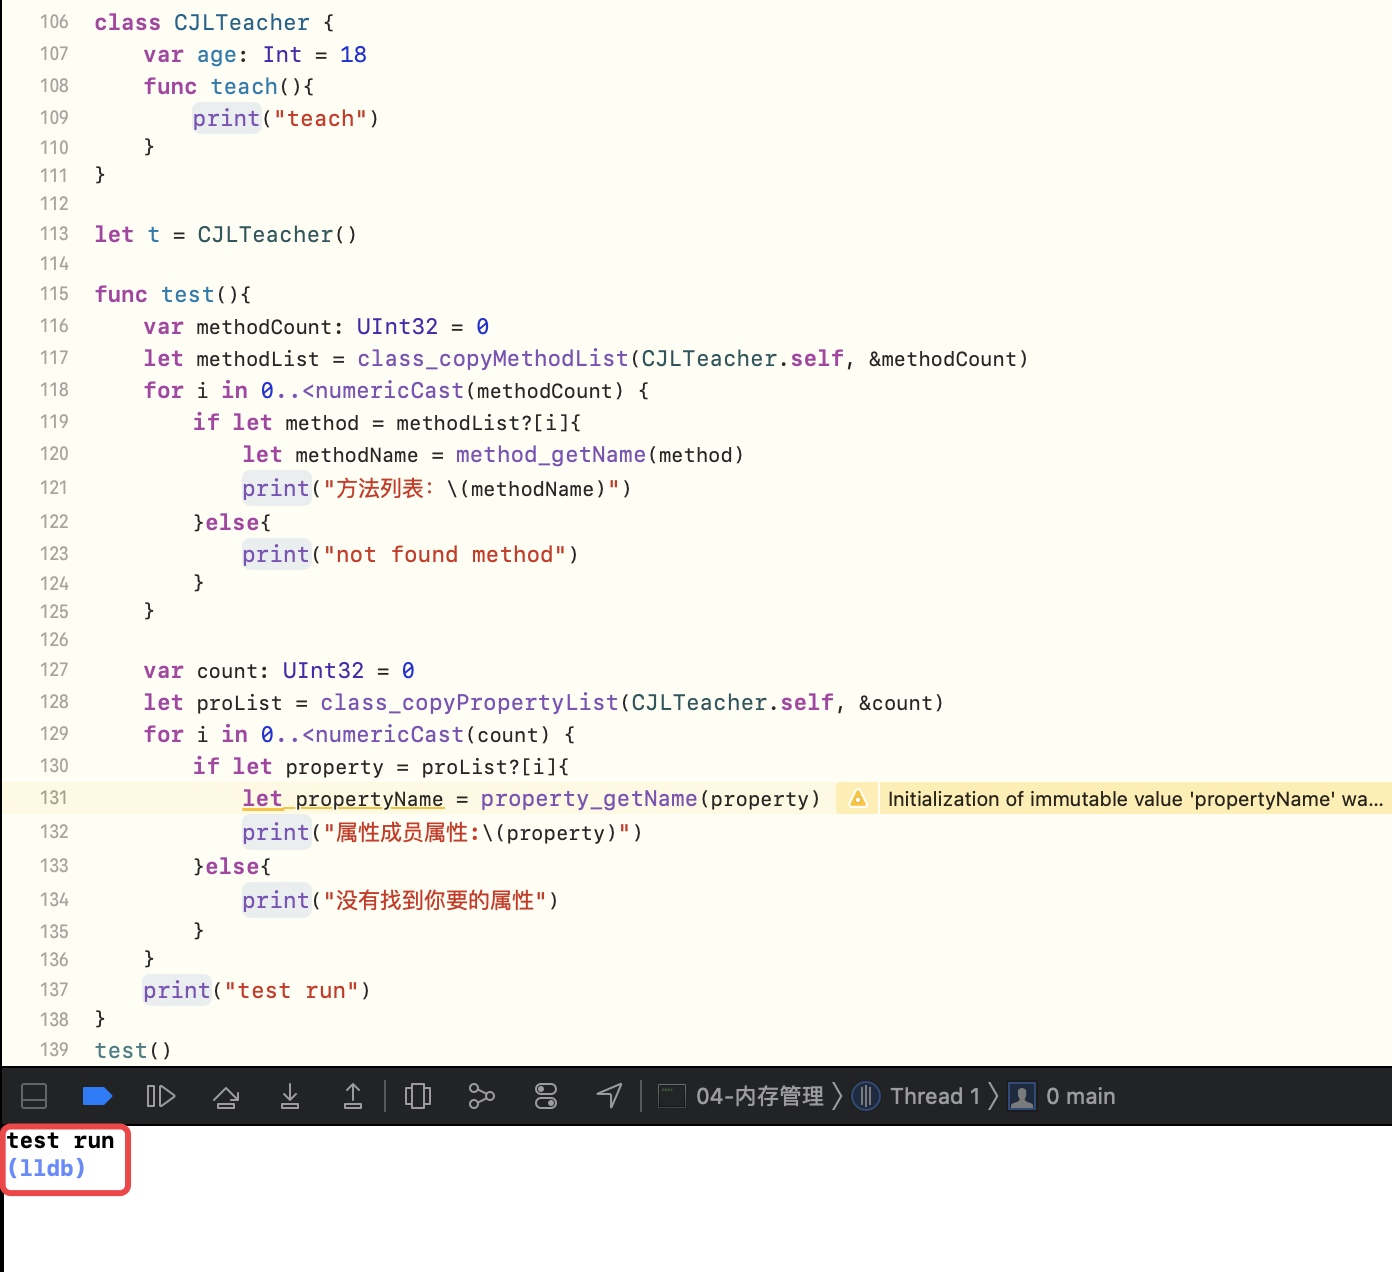 106 class CJLTeacher {
107     var age: Int = 18
108     func teach(){
109         print("teach")
110     }
111 }
112
113 let t = CJLTeacher()
114
115 func test(){
116     var methodCount: UInt32 = 0
117     let methodList = class_copyMethodList(CJLTeacher.self, &methodCount)
118     for i in 0..<numericCast(methodCount) {
119         if let method = methodList?[i]{
120             let methodName = method_getName(method)
121             print("方法列表：\(methodName)")
122         }else{
123             print("not found method")
124         }
125     }
126
127     var count: UInt32 = 0
128     let proList = class_copyPropertyList(CJLTeacher.self, &count)
129     for i in 0..<numericCast(count) {
130         if let property = proList?[i]{
131             let propertyName = property_getName(property) Initialization of immutable value 'propertyName' wa...
132             print("属性成员属性:\(property)")
133         }else{
134             print("没有找到你要的属性")
135         }
136     }
137     print("test run")
138 }
139 test()
04-内存管理 〉 Thread 1 〉 0 main
test run
(lldb)